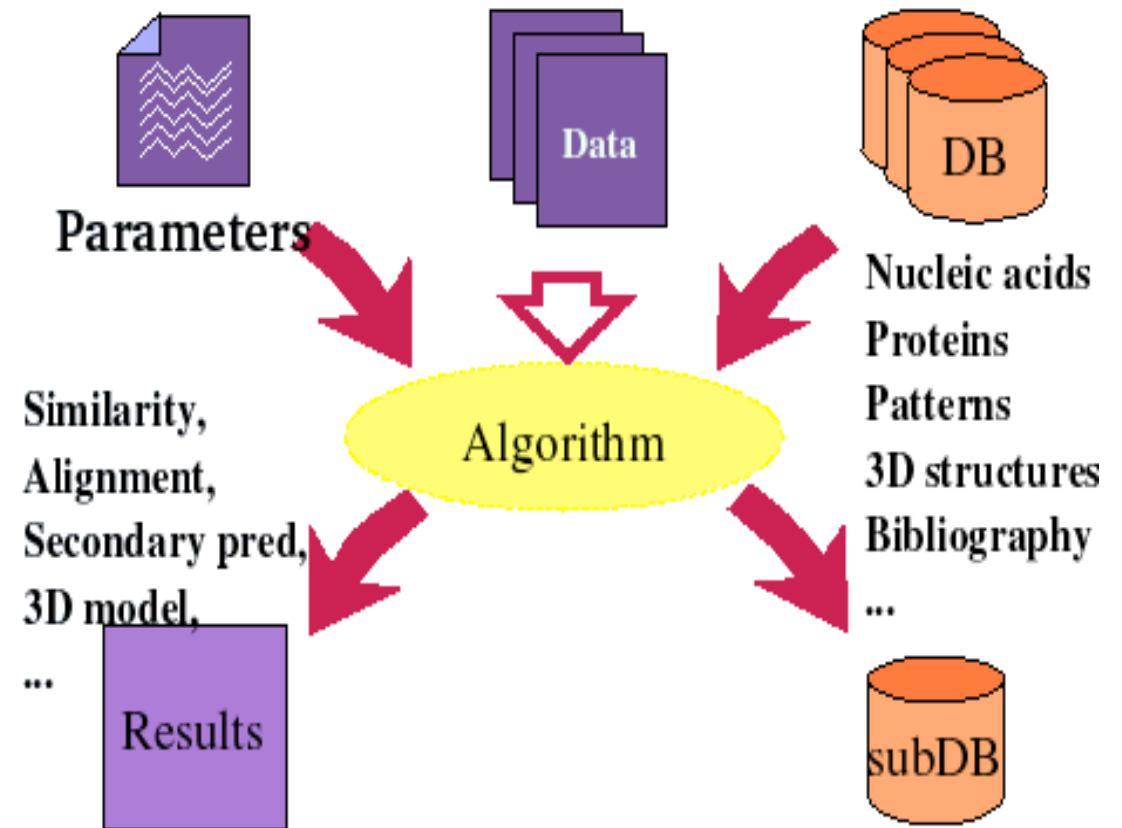 Data
DB
Parameters
Nucleic acids
Proteins
Patterns
3D structures
Bibliography
...
Algorithm
Similarity,
Alignment,
Secondary pred,
3D model,
...
Results
subDB